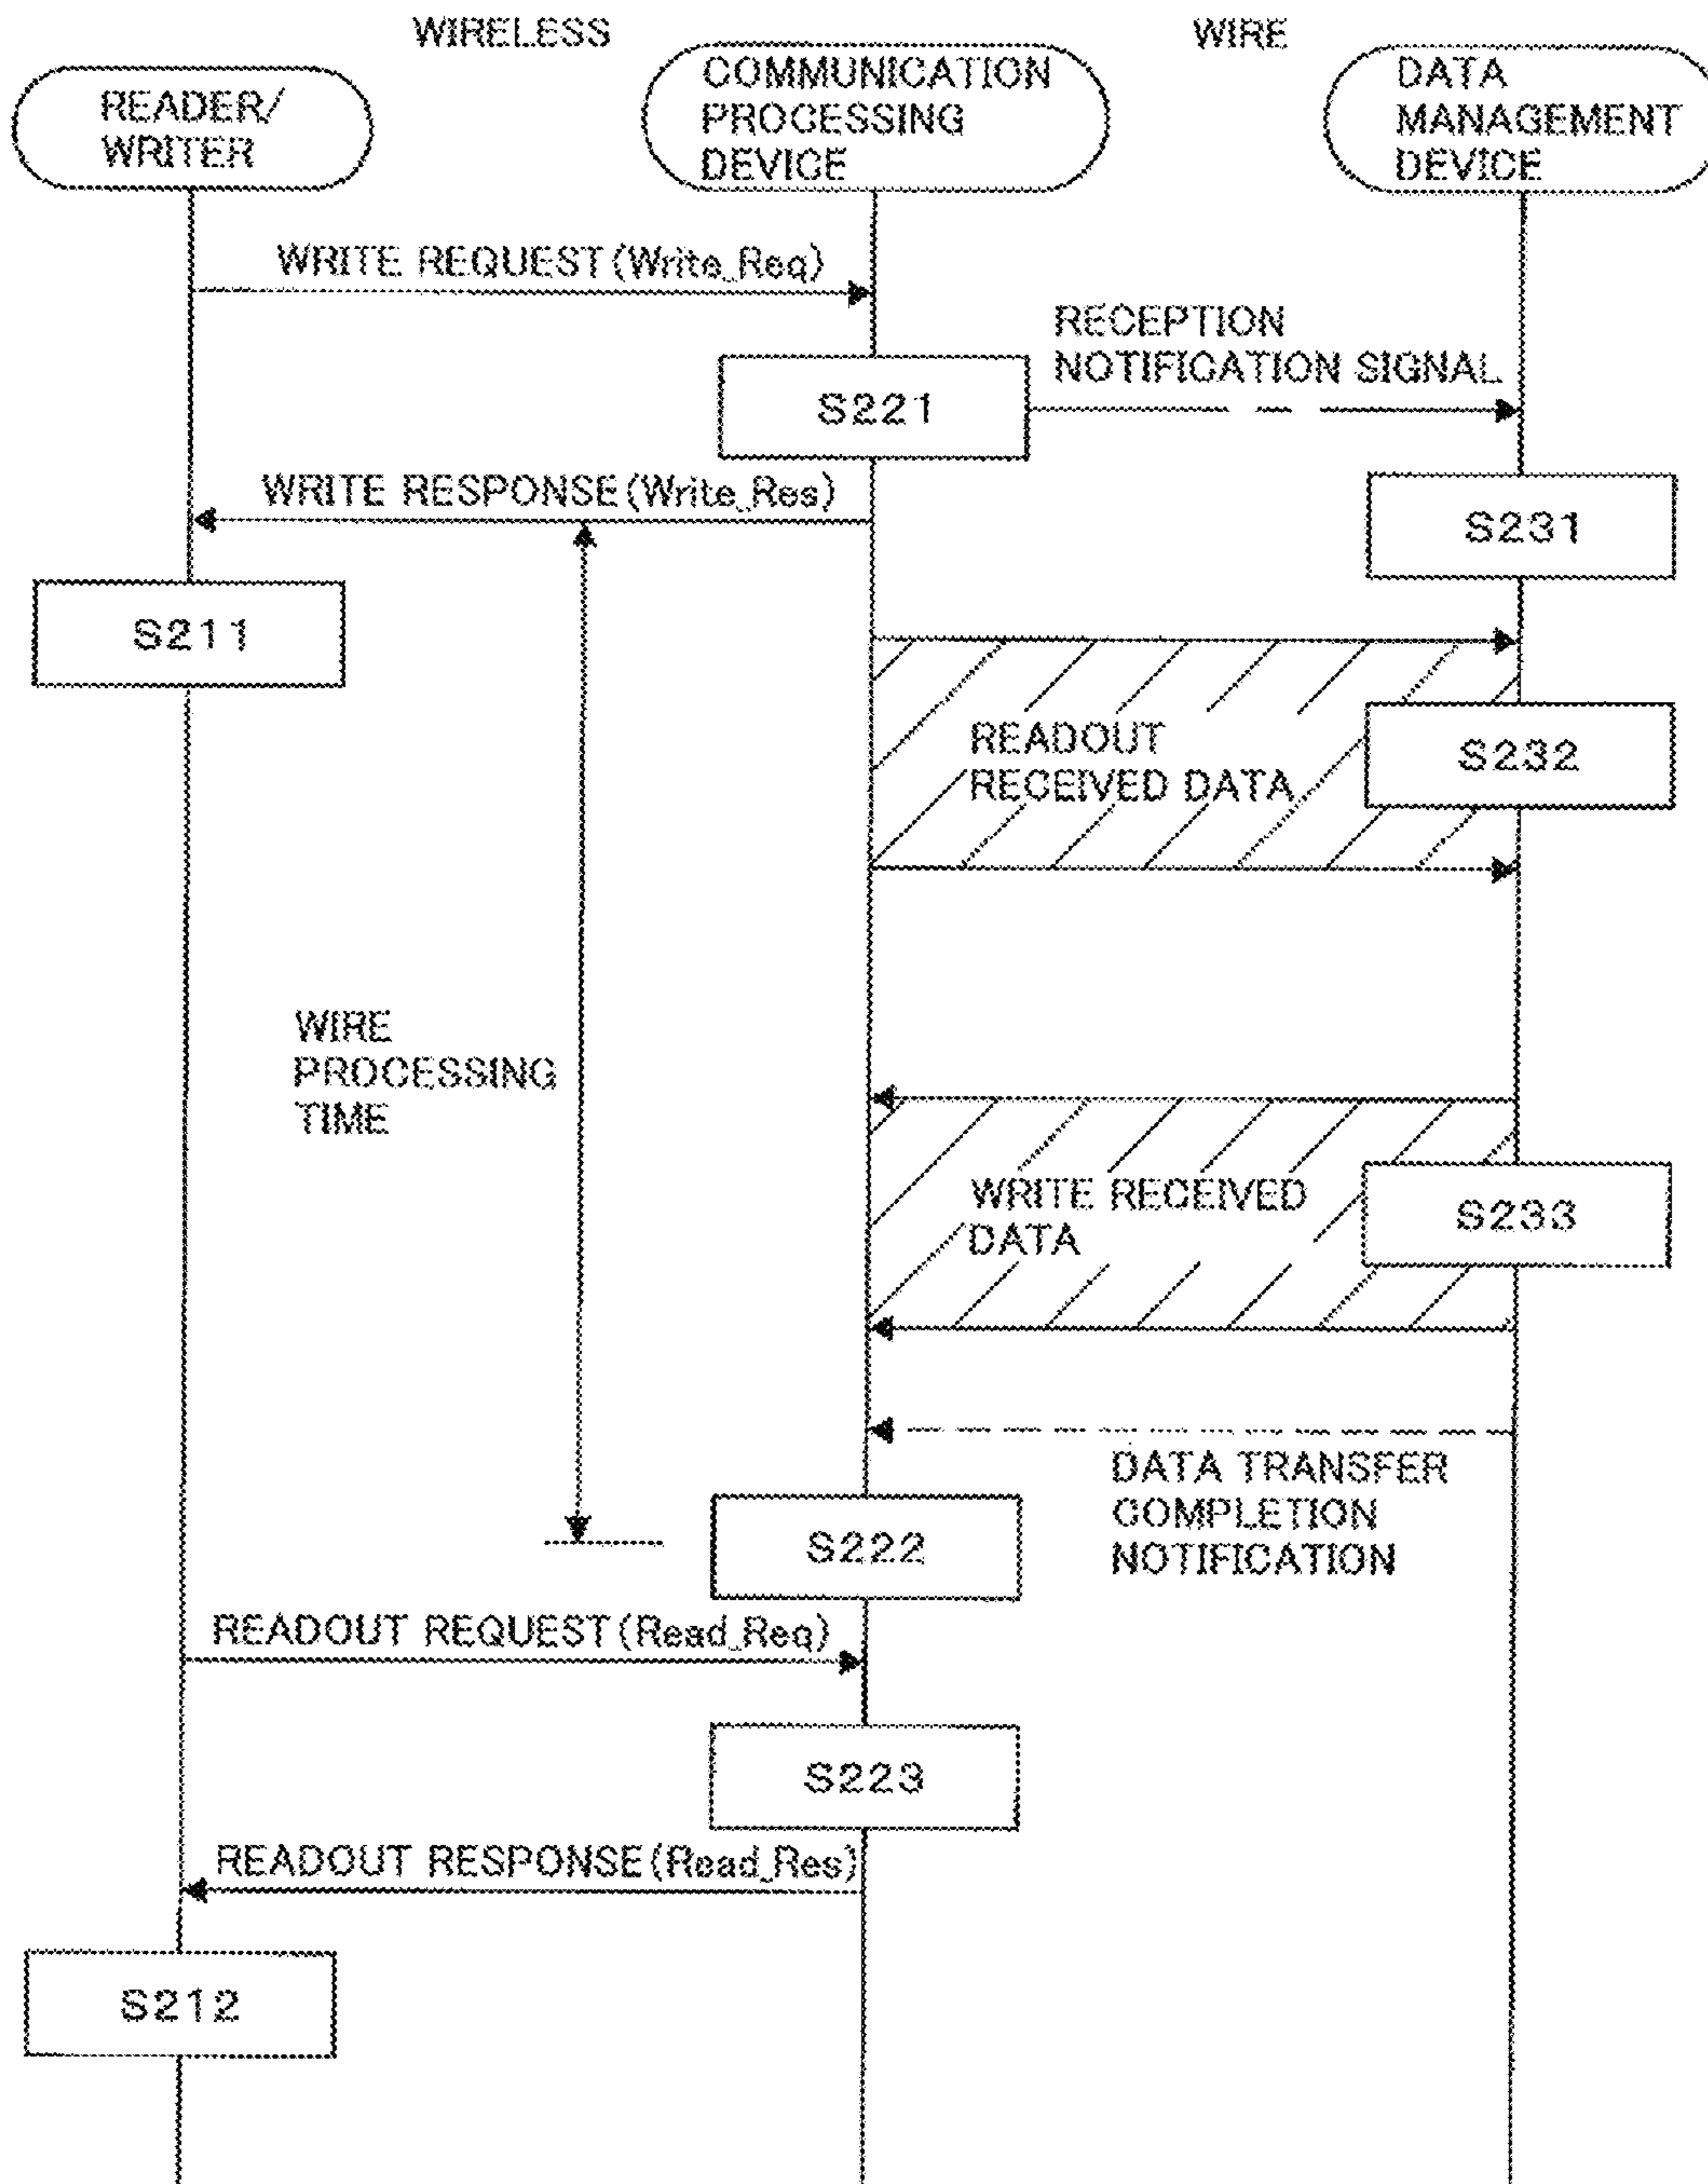 WIRELESS
WIRE
READER/
WRITER
COMMUNICATION
PROCESSING
DEVICE
DATA
MANAGEMENT
DEVICE
WRITE REQUEST(Write_Req)
RECEPTION
NOTIFICATION SIGNAL
S221
WRITE RESPONSE(Write_Res)
S231
S211
READOUT
RECEIVED DATA
S232
WIRE
PROCESSING
TIME
WRITE RECEIVED
DATA
S233
DATA TRANSFER
COMPLETION
NOTIFICATION
S222
READOUT REQUEST(Read_Req)
S223
READOUT RESPONSE(Read_Res)
S212